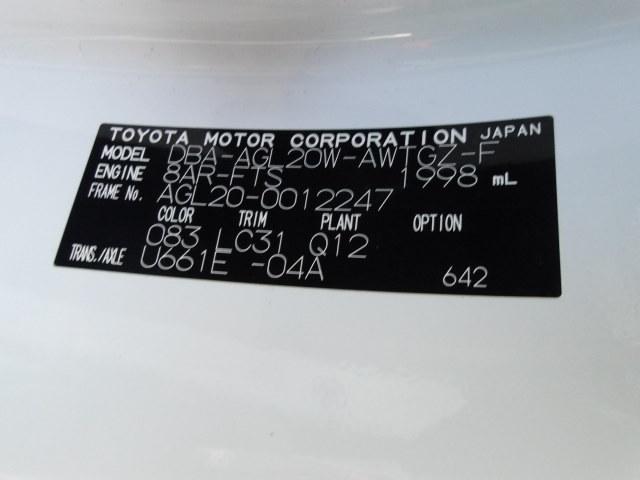 TOYOTA MOTOR CORPORATION JAPAN
MODEL DBA-AGL20W-AWTGZ-F
ENGINE 8AR-FTS 1998 mL
FRAME No. AGL20-0012247
COLOR TRIM PLANT OPTION
083 LC31 Q12
TRANS./AXLE U661E -04A 642